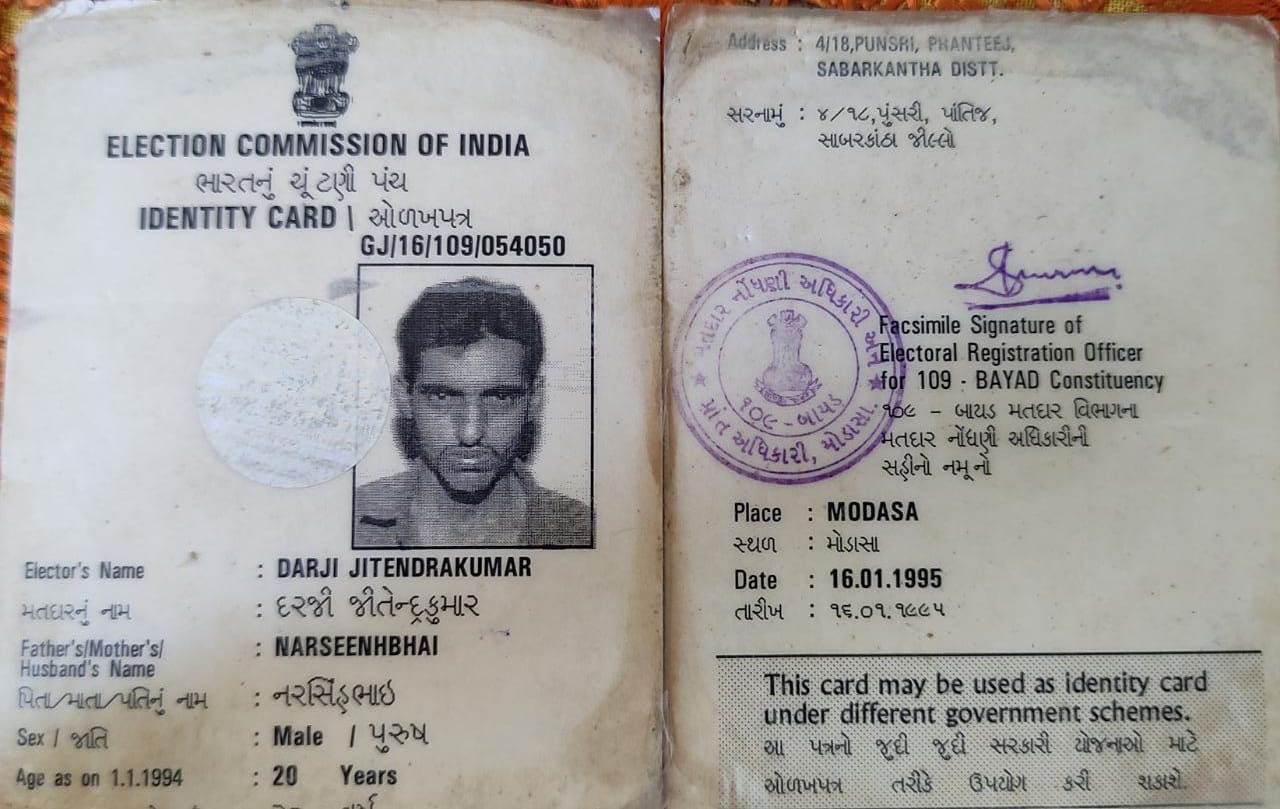 ELECTION COMMISSION OF INDIA
ભારતનું ચૂંટણી પંચ
IDENTITY CARD | ઓળખપત્ર
GJ/16/109/054050
Elector's Name : DARJI JITENDRAKUMAR
મતદારનું નામ : દરજી જીતેન્દ્રકુમાર
Father's/Mother's/
Husband's Name : NARSEENHBHAI
પિતા/માતા/પતિનું નામ : નરસિંહભાઇ
Sex / જાતિ : Male / પુરુષ
Age as on 1.1.1994 : 20 Years
Address : 4/18,PUNSRI, PRANTEEJ,
SABARKANTHA DISTT.
સરનામું : ૪/૧૮,પુંસરી, પાંતિજ,
સાબરકાંઠા જીલ્લો
મતદાર નોંધણી અધિકારી અને
૧૦૯-બાયડ
પ્રાંત અધિકારી, મોડાસા.
Facsimile Signature of
Electoral Registration Officer
for 109 - BAYAD Constituency
૧૦૯ - બાયડ મતદાર વિભાગના
મતદાર નોંધણી અધિકારીની
સહીનો નમૂનો
Place : MODASA
સ્થળ : મોડાસા
Date : 16.01.1995
તારીખ : ૧૬.૦૧.૧૯૯૫
This card may be used as identity card
under different government schemes.
આ પત્રનો જુદી જુદી સરકારી યોજનાઓ માટે
ઓળખપત્ર તરીકે ઉપયોગ કરી શકાશે.